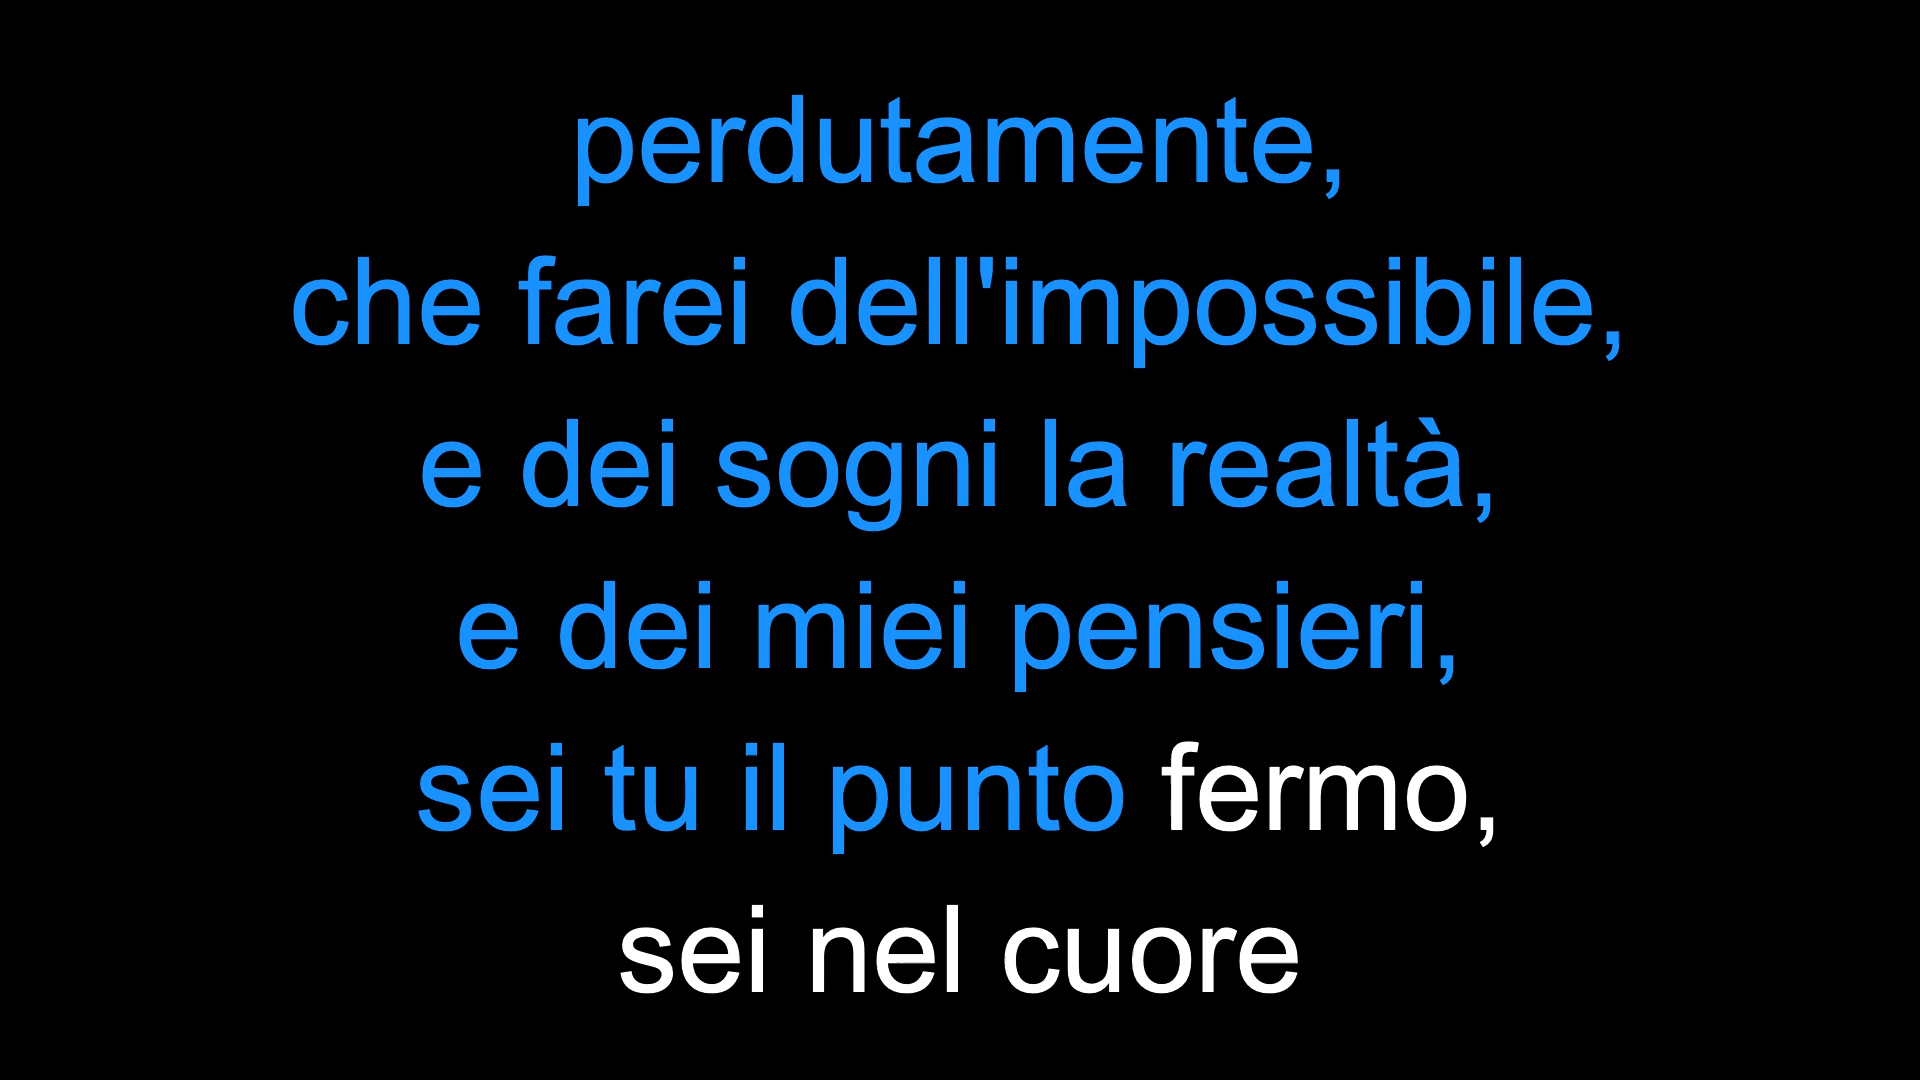 perdutamente,
che farei dell'impossibile,
e dei sogni la realtà,
e dei miei pensieri,
sei tu il punto fermo,
sei nel cuore